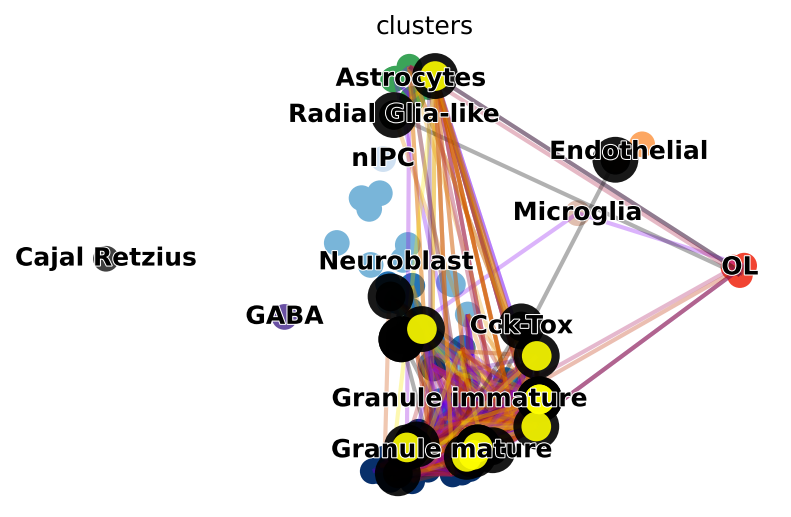 clusters
Astrocytes
Radial Glia-like
nIPC
Endothelial
Microglia
Cajal Retzius
Neuroblast
OL
GABA
Cck-Tox
Granule immature
Granule mature